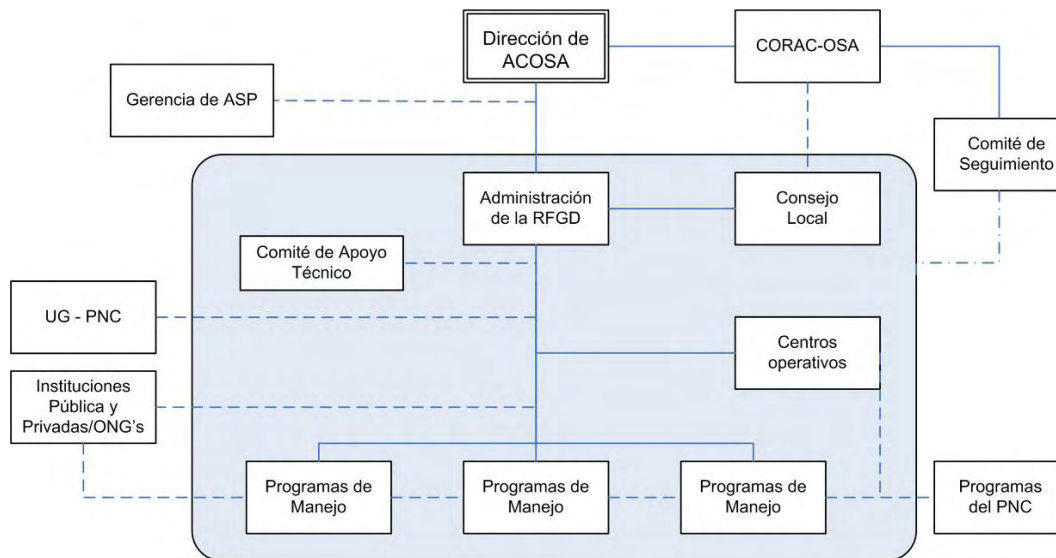 Dirección de
ACOSA
CORAC-OSA
Gerencia de ASP
Comité de
Seguimiento
Administración
de la RFGD
Consejo
Local
Comité de Apoyo
Técnico
UG - PNC
Centros
operativos
Instituciones
Pública y
Privadas/ONG's
Programas de
Manejo
Programas de
Manejo
Programas de
Manejo
Programas
del PNC